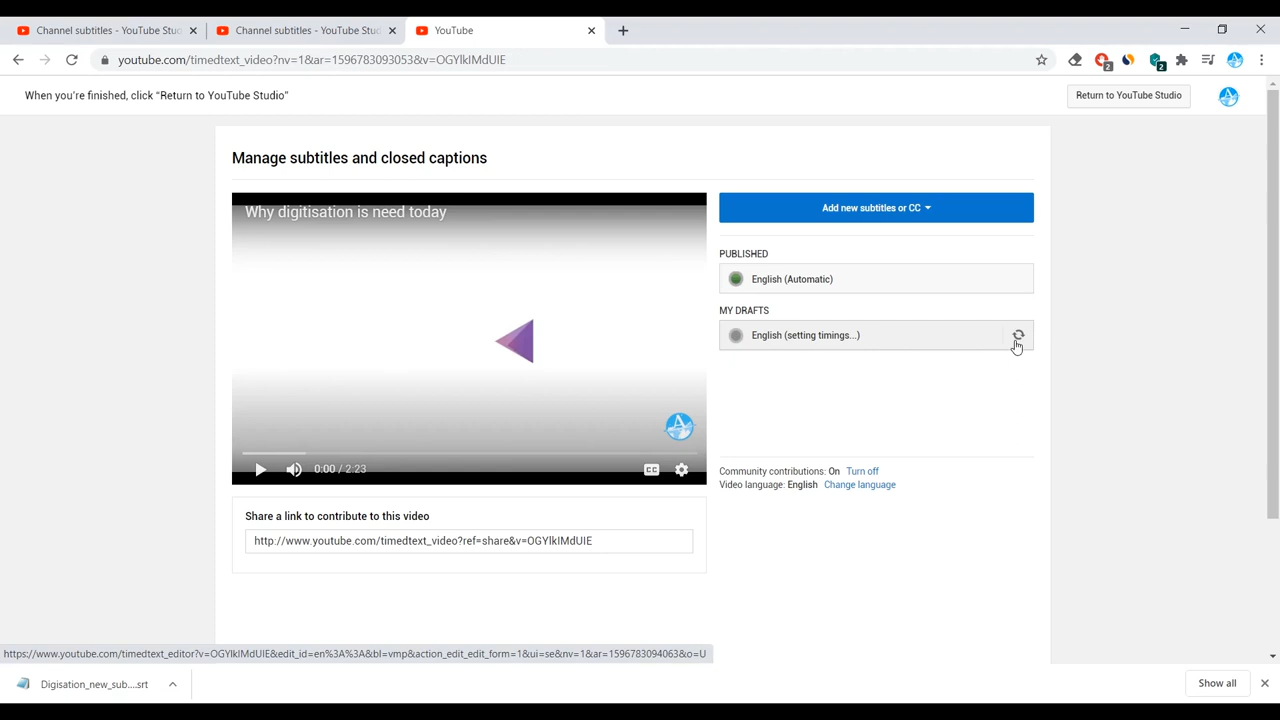 Channel subtitles - YouTube Stud
Channel subtitles - YouTube Stud
YouTube
youtube.com/timedtext_video?nv=1&ar=1596783093053&v=OGYlkIMdUIE
2
2
When you're finished, click "Return to YouTube Studio"
Return to YouTube Studio
Manage subtitles and closed captions
Why digitisation is need today
0:00 / 2:23
CC
Add new subtitles or CC
PUBLISHED
English (Automatic)
MY DRAFTS
English (setting timings...)
Community contributions: On Turn off
Video language: English Change language
Share a link to contribute to this video
http://www.youtube.com/timedtext_video?ref=share&v=OGYlkIMdUIE
https://www.youtube.com/timedtext_editor?v=OGYlkIMdUIE&edit_id=en%3A%3A&bl=vmp&action_edit_edit_form=1&ui=se&nv=1&ar=1596783094063&o=U
Digisation_new_sub....srt
Show all